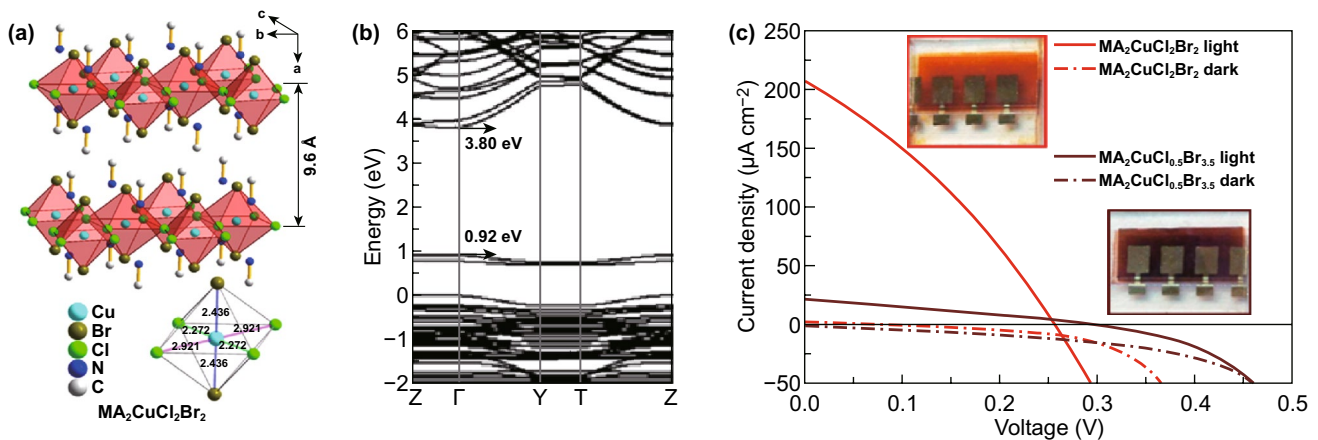 (a)
c
b
a
9.6 Å
Cu
Br
Cl
N
C
2.436
2.272
2.921
2.921
2.272
2.436
MA₂CuCl₂Br₂
(b)
Energy (eV)
6
5
4
3
2
1
0
−1
−2
3.80 eV
0.92 eV
Z Γ Y T Z
(c)
Current density (μA cm⁻²)
250
200
150
100
50
0
−50
MA₂CuCl₂Br₂ light
MA₂CuCl₂Br₂ dark
MA₂CuCl₀.₅Br₃.₅ light
MA₂CuCl₀.₅Br₃.₅ dark
0.0 0.1 0.2 0.3 0.4 0.5
Voltage (V)